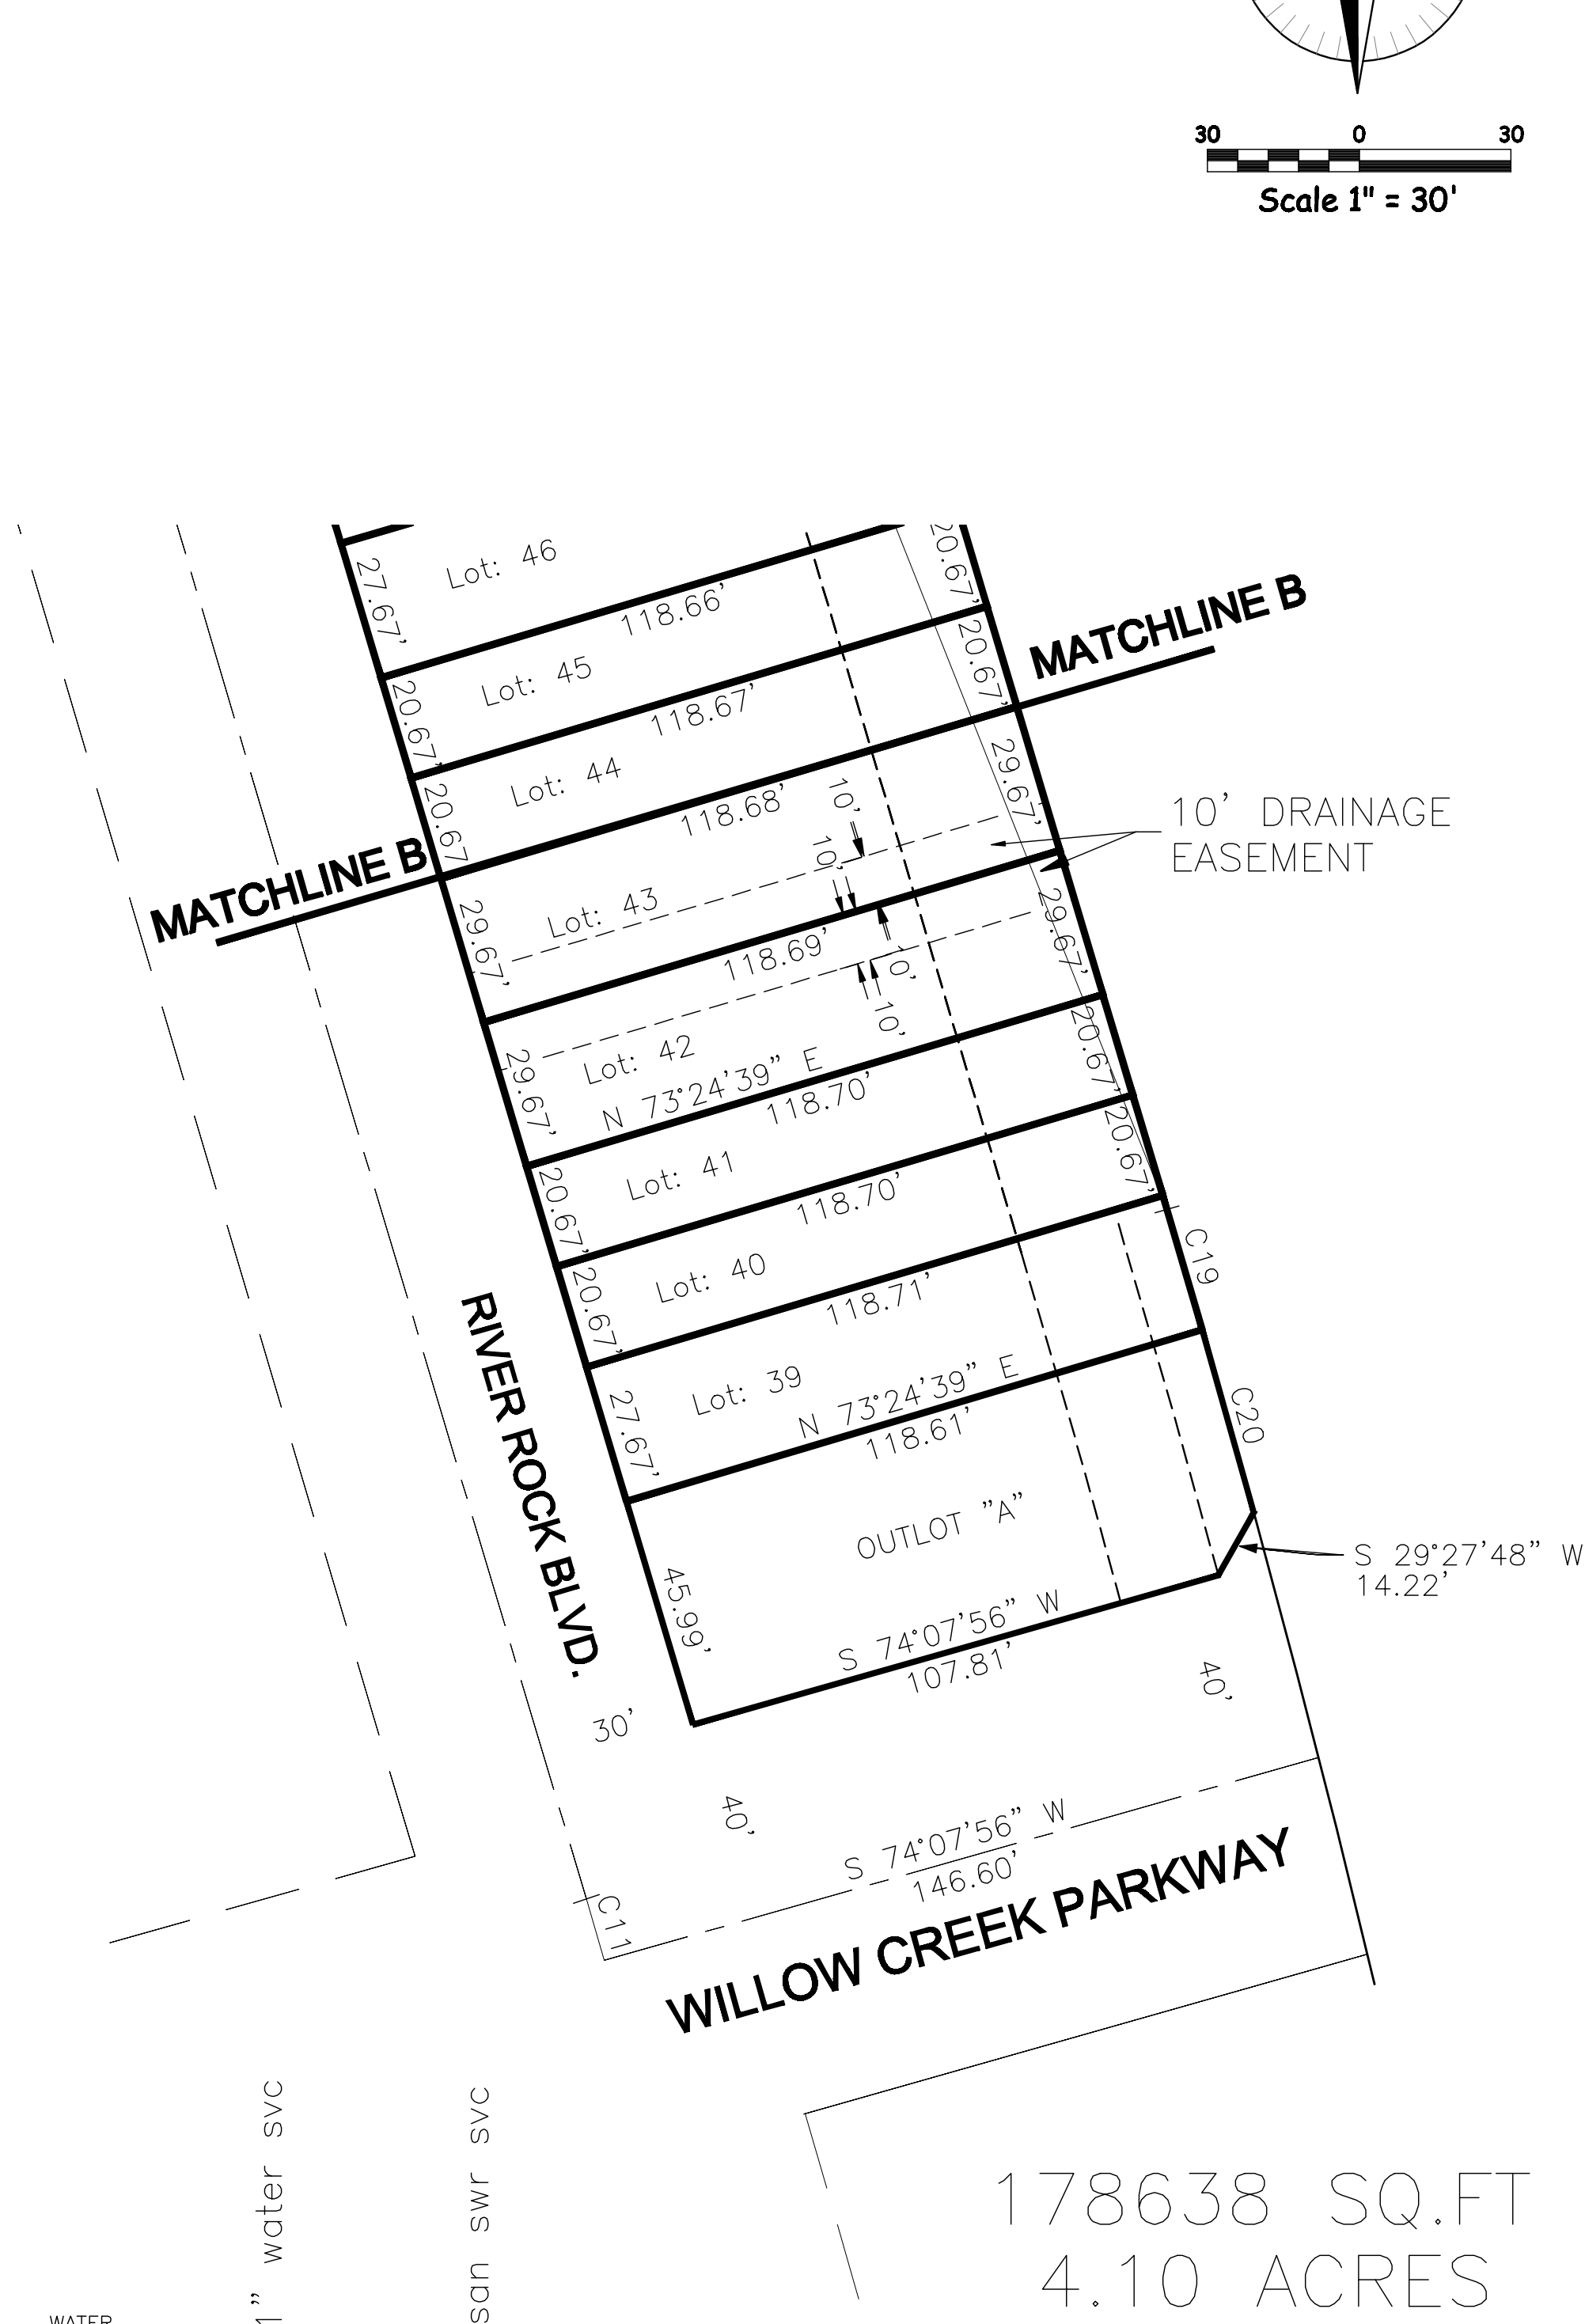 30 0 30
Scale 1" = 30'
20.67'
Lot: 46
27.67'
118.66'
20.67'
MATCHLINE B
Lot: 45
20.67'
118.67'
29.67'
Lot: 44
20.67
118.68'
10'
10' DRAINAGE
EASEMENT
10'
MATCHLINE B
Lot: 43
29.67'
29.67'
118.69'
10'
10'
20.67'
Lot: 42
29.67'
N 73°24'39" E
118.70'
20.67'
Lot: 41
20.67'
118.70'
C19
Lot: 40
20.67'
118.71'
RIVER ROCK BLVD.
Lot: 39
27.67'
N 73°24'39" E
118.61'
C20
OUTLOT "A"
S 29°27'48" W
14.22'
45.99'
S 74°07'56" W
107.81'
40'
30'
40'
S 74°07'56" W
146.60'
C11
WILLOW CREEK PARKWAY
1" water svc
san swr svc
178638 SQ.FT
4.10 ACRES
WATER